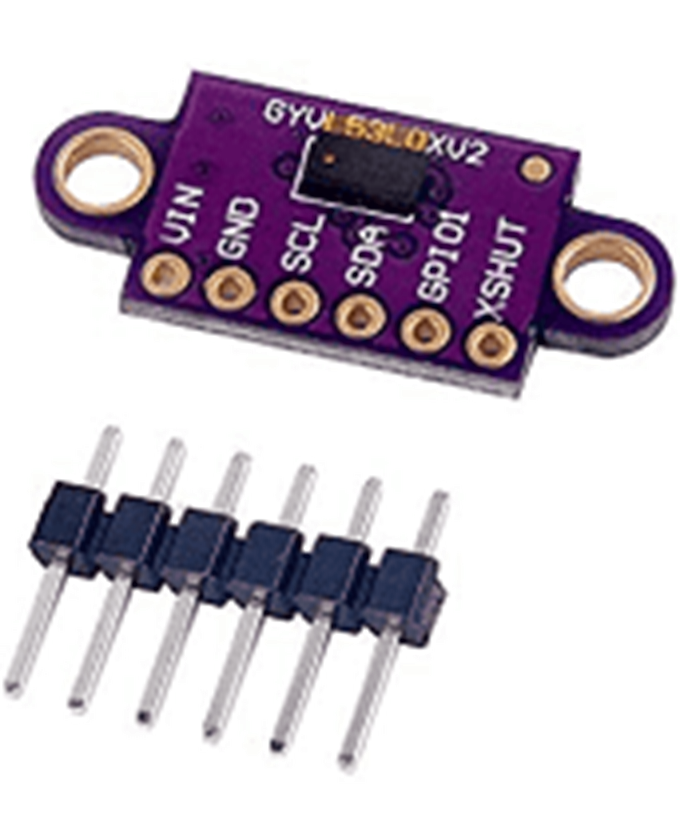 GYVL53L0XV2
VIN
GND
SCL
SDA
GPIO1
XSHUT